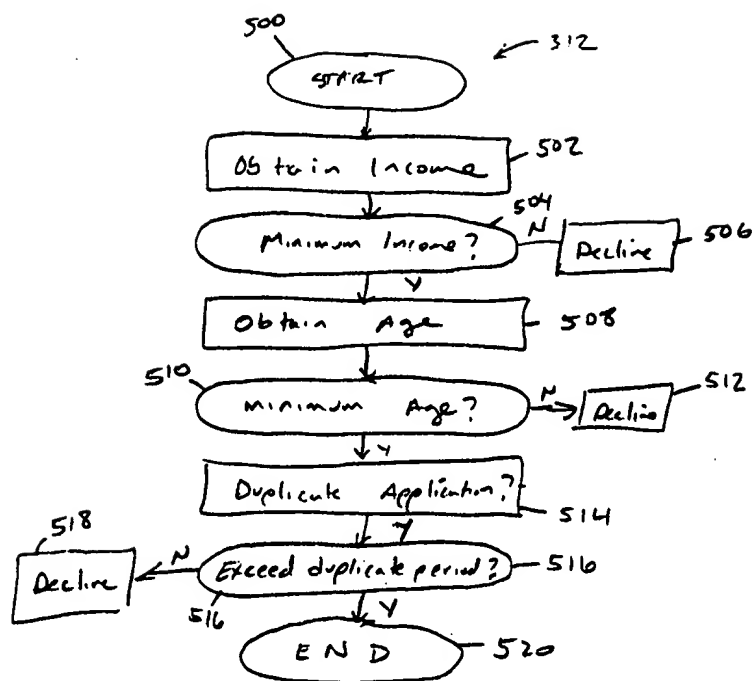 500
312
START
502
Obtain Income
504
Minimum Income?
N
Decline
506
Y
Obtain Age
508
510
Minimum Age?
N
Decline
512
Y
Duplicate Application?
514
Y
518
Decline
N
Exceed duplicate period?
516
516
Y
END
520